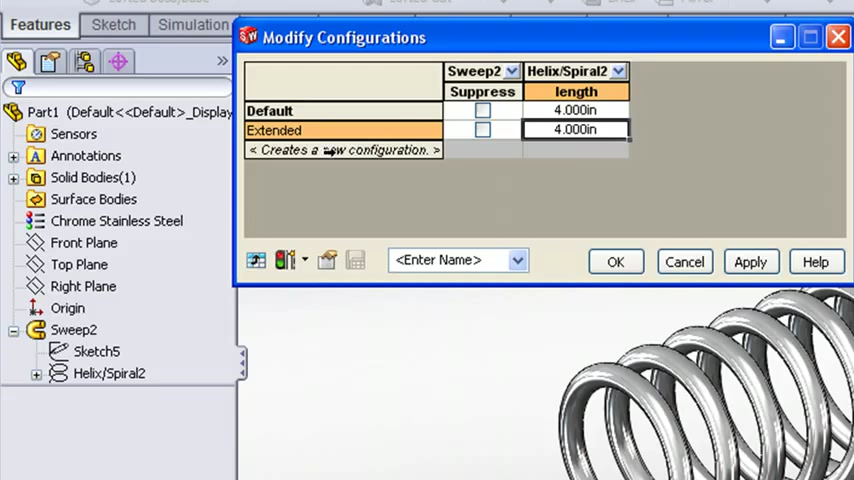 Features
Sketch
Simulation
Modify Configurations
Sweep2
Helix/Spiral2
Suppress
length
Default
4.000in
Extended
4.000in
< Creates a new configuration. >
Part1 (Default<<Default>_Display
Sensors
Annotations
Solid Bodies(1)
Surface Bodies
Chrome Stainless Steel
Front Plane
Top Plane
Right Plane
Origin
Sweep2
Sketch5
Helix/Spiral2
<Enter Name>
OK
Cancel
Apply
Help